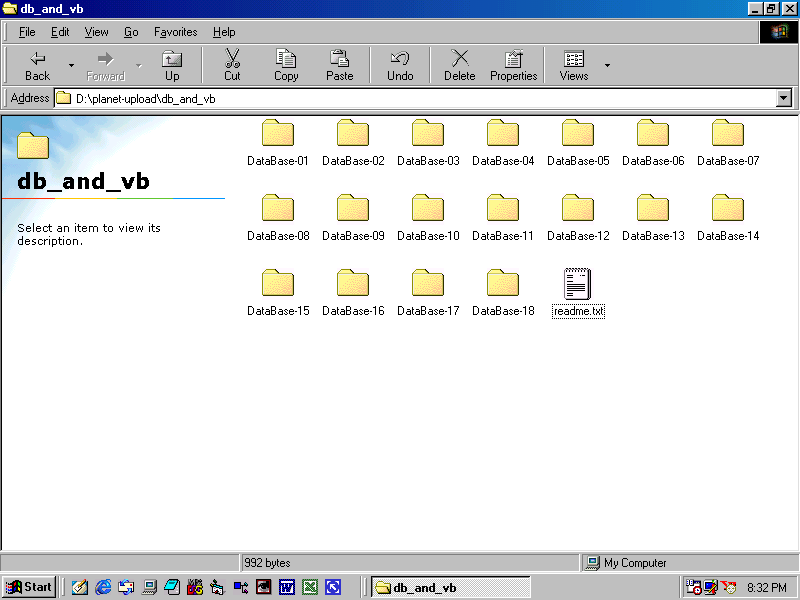 db_and_vb
File Edit View Go Favorites Help
Back Forward Up Cut Copy Paste Undo Delete Properties Views
Address D:\planet-upload\db_and_vb
db_and_vb
Select an item to view its
description.
DataBase-01 DataBase-02 DataBase-03 DataBase-04 DataBase-05 DataBase-06 DataBase-07
DataBase-08 DataBase-09 DataBase-10 DataBase-11 DataBase-12 DataBase-13 DataBase-14
DataBase-15 DataBase-16 DataBase-17 DataBase-18 readme.txt
992 bytes My Computer
Start db_and_vb 8:32 PM